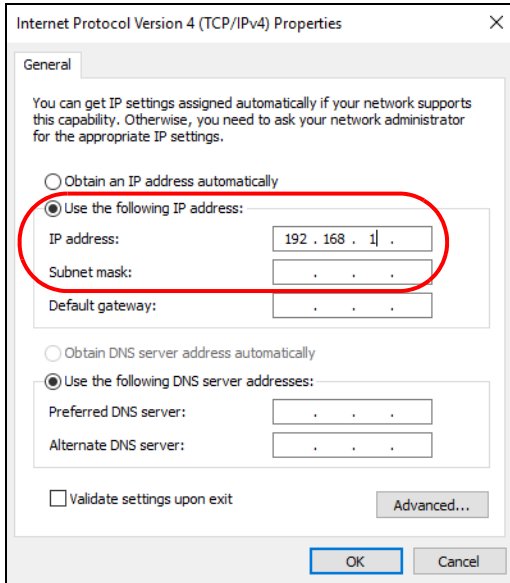 Internet Protocol Version 4 (TCP/IPv4) Properties
General
You can get IP settings assigned automatically if your network supports
this capability. Otherwise, you need to ask your network administrator
for the appropriate IP settings.
Obtain an IP address automatically
Use the following IP address:
IP address: 192 . 168 . 1 .
Subnet mask: . . .
Default gateway: . . .
Obtain DNS server address automatically
Use the following DNS server addresses:
Preferred DNS server: . . .
Alternate DNS server: . . .
Validate settings upon exit
Advanced...
OK Cancel